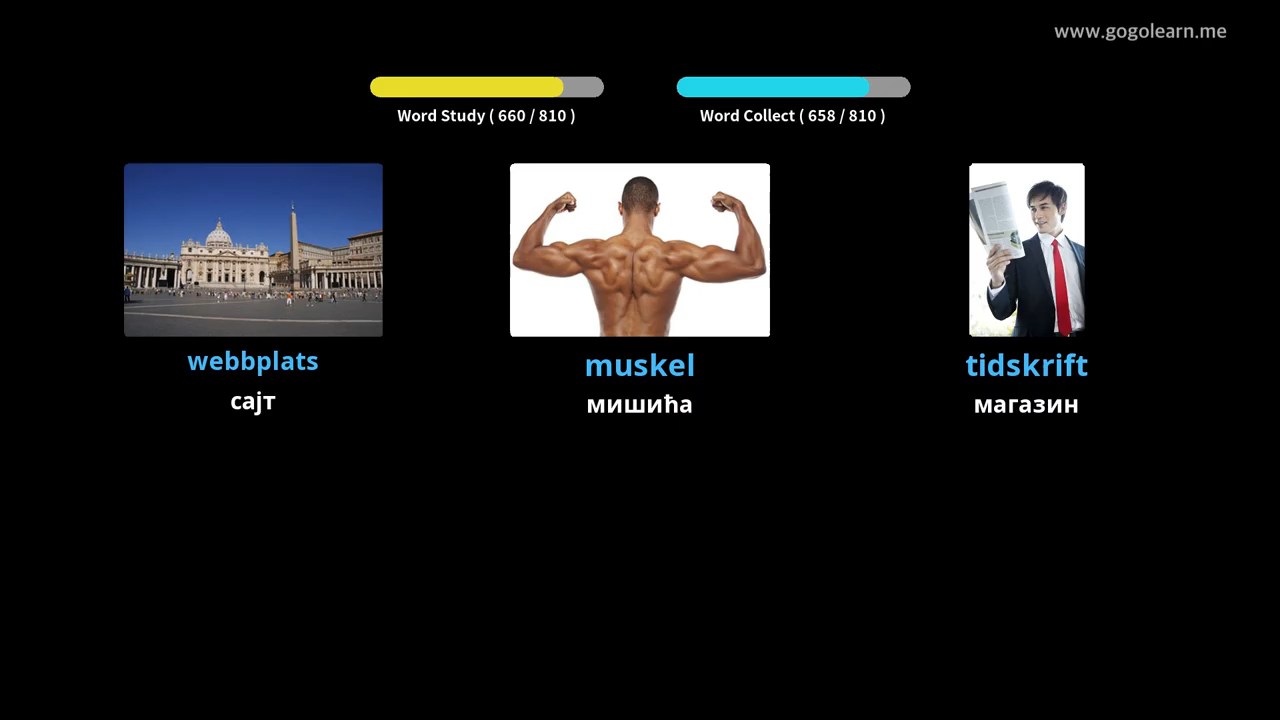 www.gogolearn.me
Word Study ( 660 / 810 )
Word Collect ( 658 / 810 )
webbplats
muskel
tidskrift
сајт
мишића
магазин